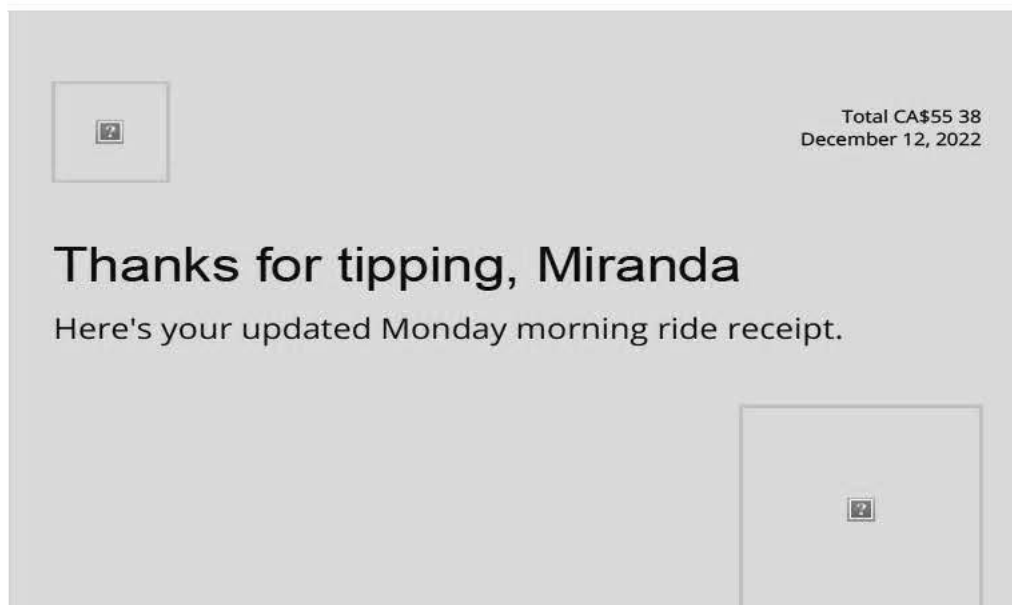 Total CA$55 38
December 12, 2022
Thanks for tipping, Miranda
Here's your updated Monday morning ride receipt.